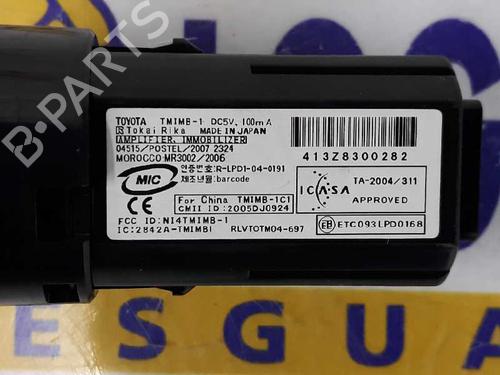 TOYOTA TMIMB-1 DC5V, 100mA
Tokai Rika MADE IN JAPAN
AMPLIFIER, IMMOBILIZER
04515/POSTEL/2007 2324
MOROCCO:MR3002/2006
413Z8300282
MIC
인증번호:R-LPD1-04-0191
제조년월:barcode
CE
For China TMIMB-1C1
CMII ID:2005DJ0924
ICASA
TA-2004/311
APPROVED
FCC ID:NI4TMIMB-1
IC:2842A-TMIMB1
RLVTOTM04-697
ETC093LPD0168
ESGUA